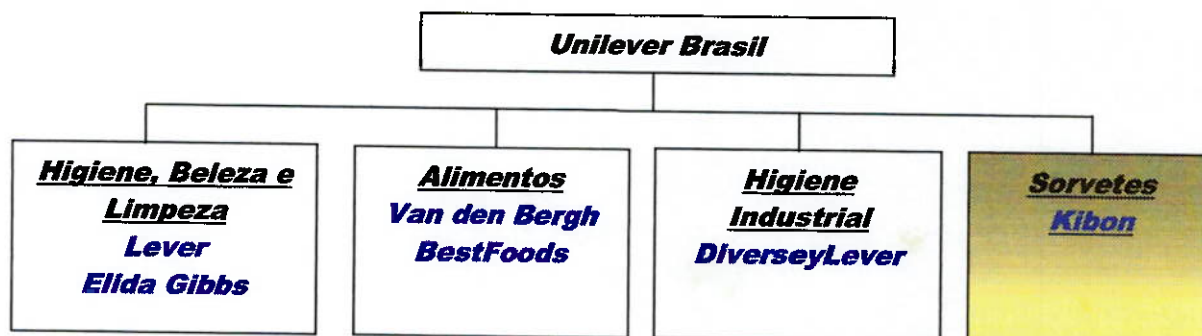 Unilever Brasil
Higiene, Beleza e
Limpeza
Lever
Elida Gibbs
Alimentos
Van den Bergh
BestFoods
Higiene
Industrial
DiverseyLever
Sorvetes
Kibon